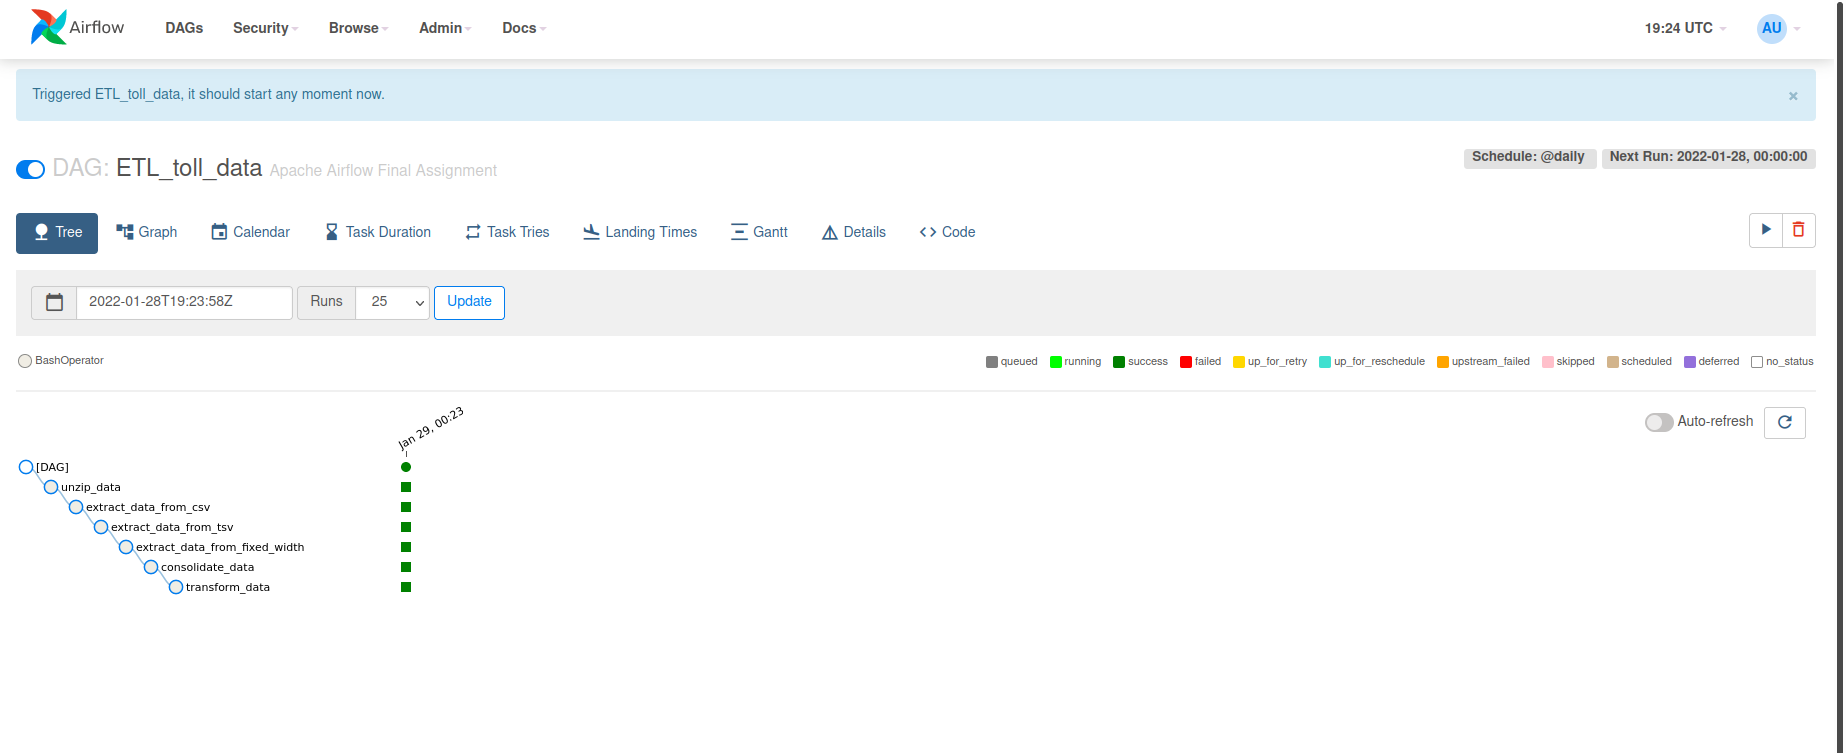 Airflow DAGs Security Browse Admin Docs 19:24 UTC AU
Triggered ETL_toll_data, it should start any moment now. ×
DAG: ETL_toll_data Apache Airflow Final Assignment Schedule: @daily Next Run: 2022-01-28, 00:00:00
Tree Graph Calendar Task Duration Task Tries Landing Times Gantt Details <> Code
2022-01-28T19:23:58Z Runs 25 Update
BashOperator queued running success failed up_for_retry up_for_reschedule upstream_failed skipped scheduled deferred no_status
Jan 29, 00:23
Auto-refresh
[DAG]
unzip_data
extract_data_from_csv
extract_data_from_tsv
extract_data_from_fixed_width
consolidate_data
transform_data